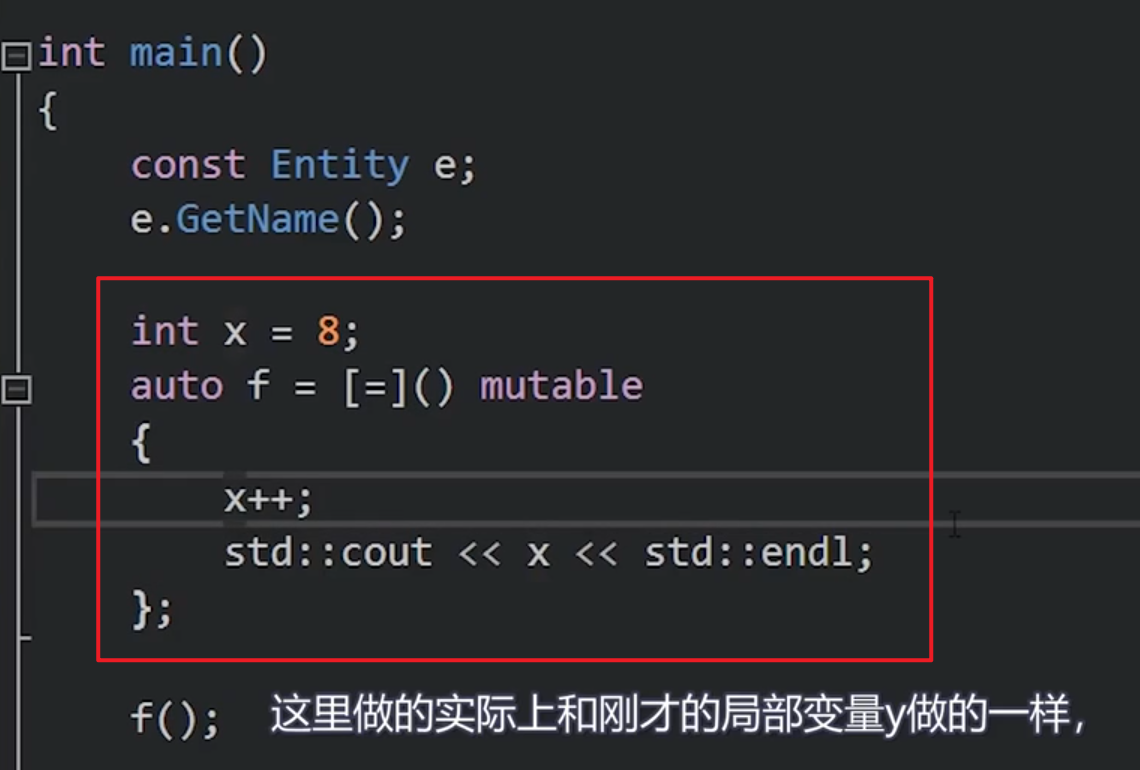 int main()
{
const Entity e;
e.GetName();
int x = 8;
auto f = [=]() mutable
{
x++;
std::cout << x << std::endl;
};
f();
这里做的实际上和刚才的局部变量y做的一样，